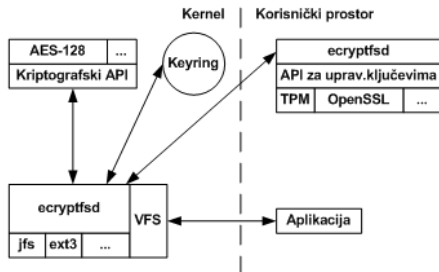 Kernel
Korisnički prostor
AES-128 ...
Kriptografski API
Keyring
ecryptfsd
API za uprav.ključevima
TPM OpenSSL ...
ecryptfsd
VFS
jfs ext3 ...
Aplikacija